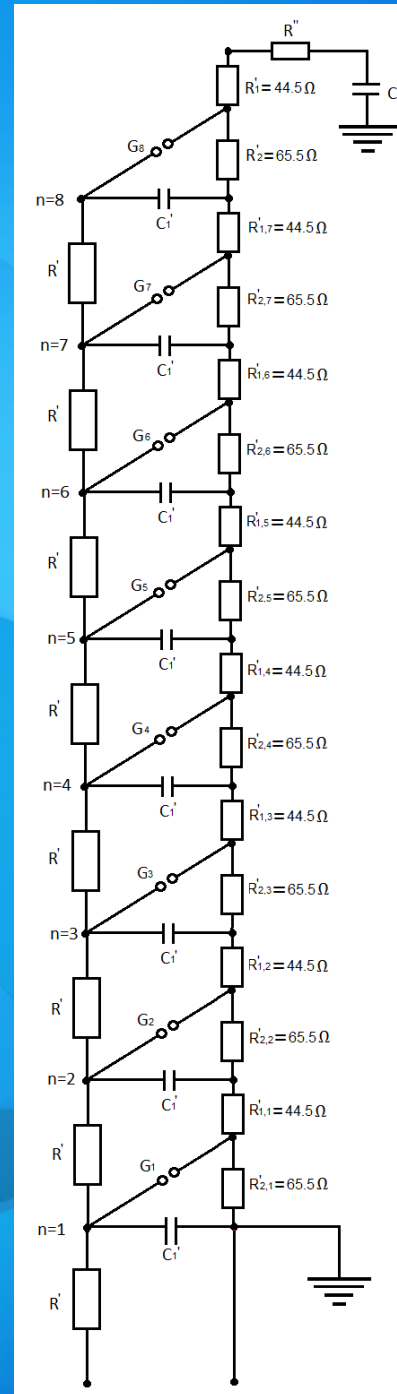 R"
R'1=44.5Ω
C
G8
R'2=65.5Ω
n=8
C1'
R'1,7=44.5Ω
R'
G7
R'2,7=65.5Ω
n=7
C1'
R'1,6=44.5Ω
R'
G6
R'2,6=65.5Ω
n=6
C1'
R'1,5=44.5Ω
R'
G5
R'2,5=65.5Ω
n=5
C1'
R'1,4=44.5Ω
R'
G4
R'2,4=65.5Ω
n=4
C1'
R'1,3=44.5Ω
R'
G3
R'2,3=65.5Ω
n=3
C1'
R'1,2=44.5Ω
R'
G2
R'2,2=65.5Ω
n=2
C1'
R'1,1=44.5Ω
R'
G1
R'2,1=65.5Ω
n=1
C1'
R'